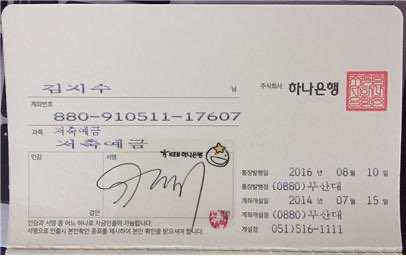 김지수 님 주식회사 하나은행
계좌번호
880-910511-17607
과목 저축예금
저축예금
인감 서명 KEB 하나은행
통장발행일 2016 년 08 월 10 일
통장발행점 (0880)부산대
계좌개설일 2014 년 07 월 15 일
검인 계좌개설점 (0880)부산대
인감과 서명 중 어느 하나로 지급인출이 가능합니다.
서명으로 인출시 본인확인 증표를 제시하여 본인 확인을 받으셔야 합니다.
개설점 051)516-1111